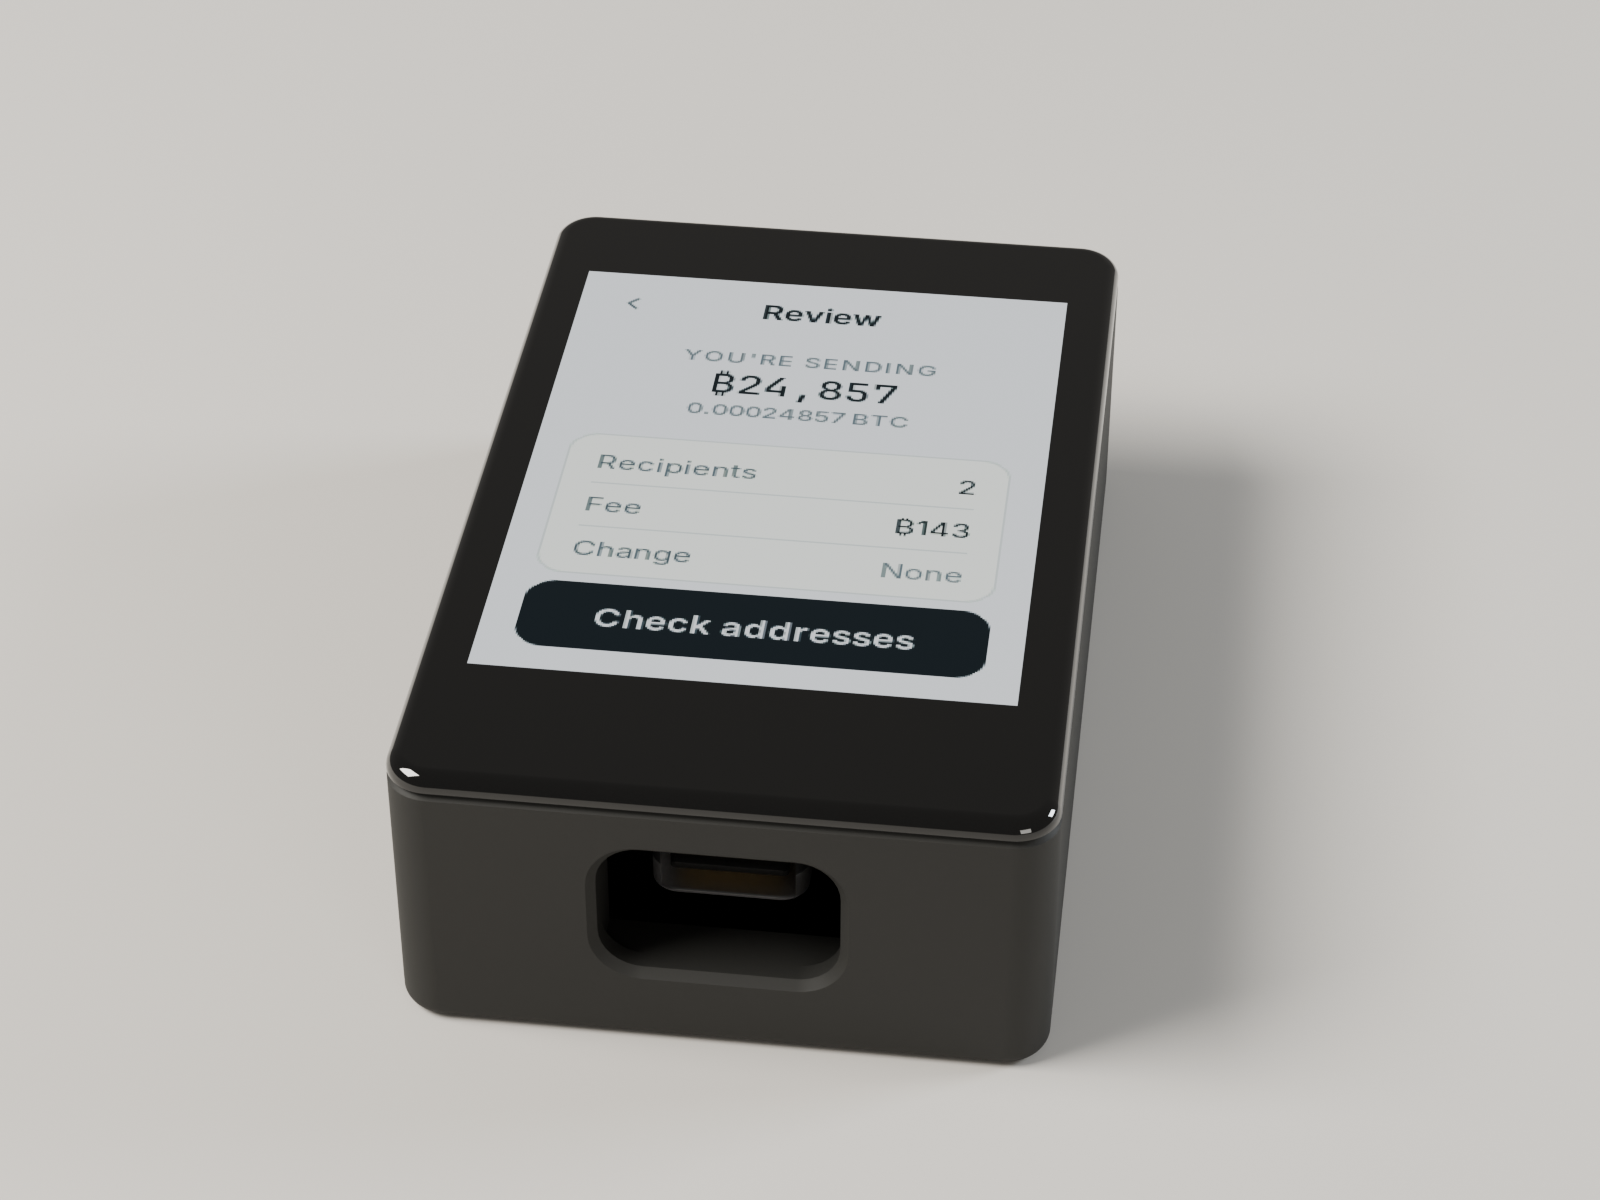 <
Review
YOU'RE SENDING
₿24,857
0.00024857 BTC
Recipients 2
Fee ₿143
Change None
Check addresses